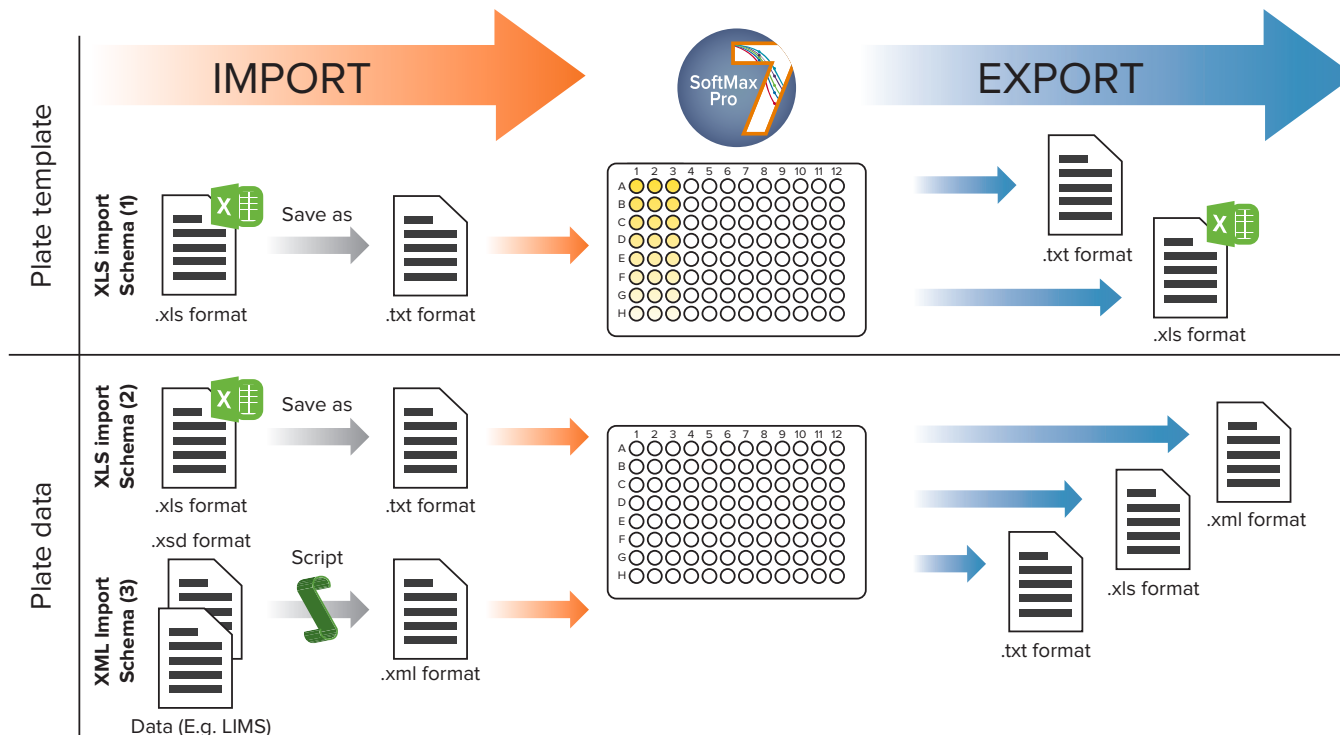 IMPORT
SoftMax
Pro
7
EXPORT
Plate template
XLS import
Schema (1)
X
Save as
.xls format
.txt format
1 2 3 4 5 6 7 8 9 10 11 12
A
B
C
D
E
F
G
H
.txt format
X
.xls format
Plate data
XLS import
Schema (2)
X
Save as
.xls format
.txt format
XML Import
Schema (3)
.xsd format
Script
Data (E.g. LIMS)
.xml format
1 2 3 4 5 6 7 8 9 10 11 12
A
B
C
D
E
F
G
H
.xml format
.xls format
.txt format